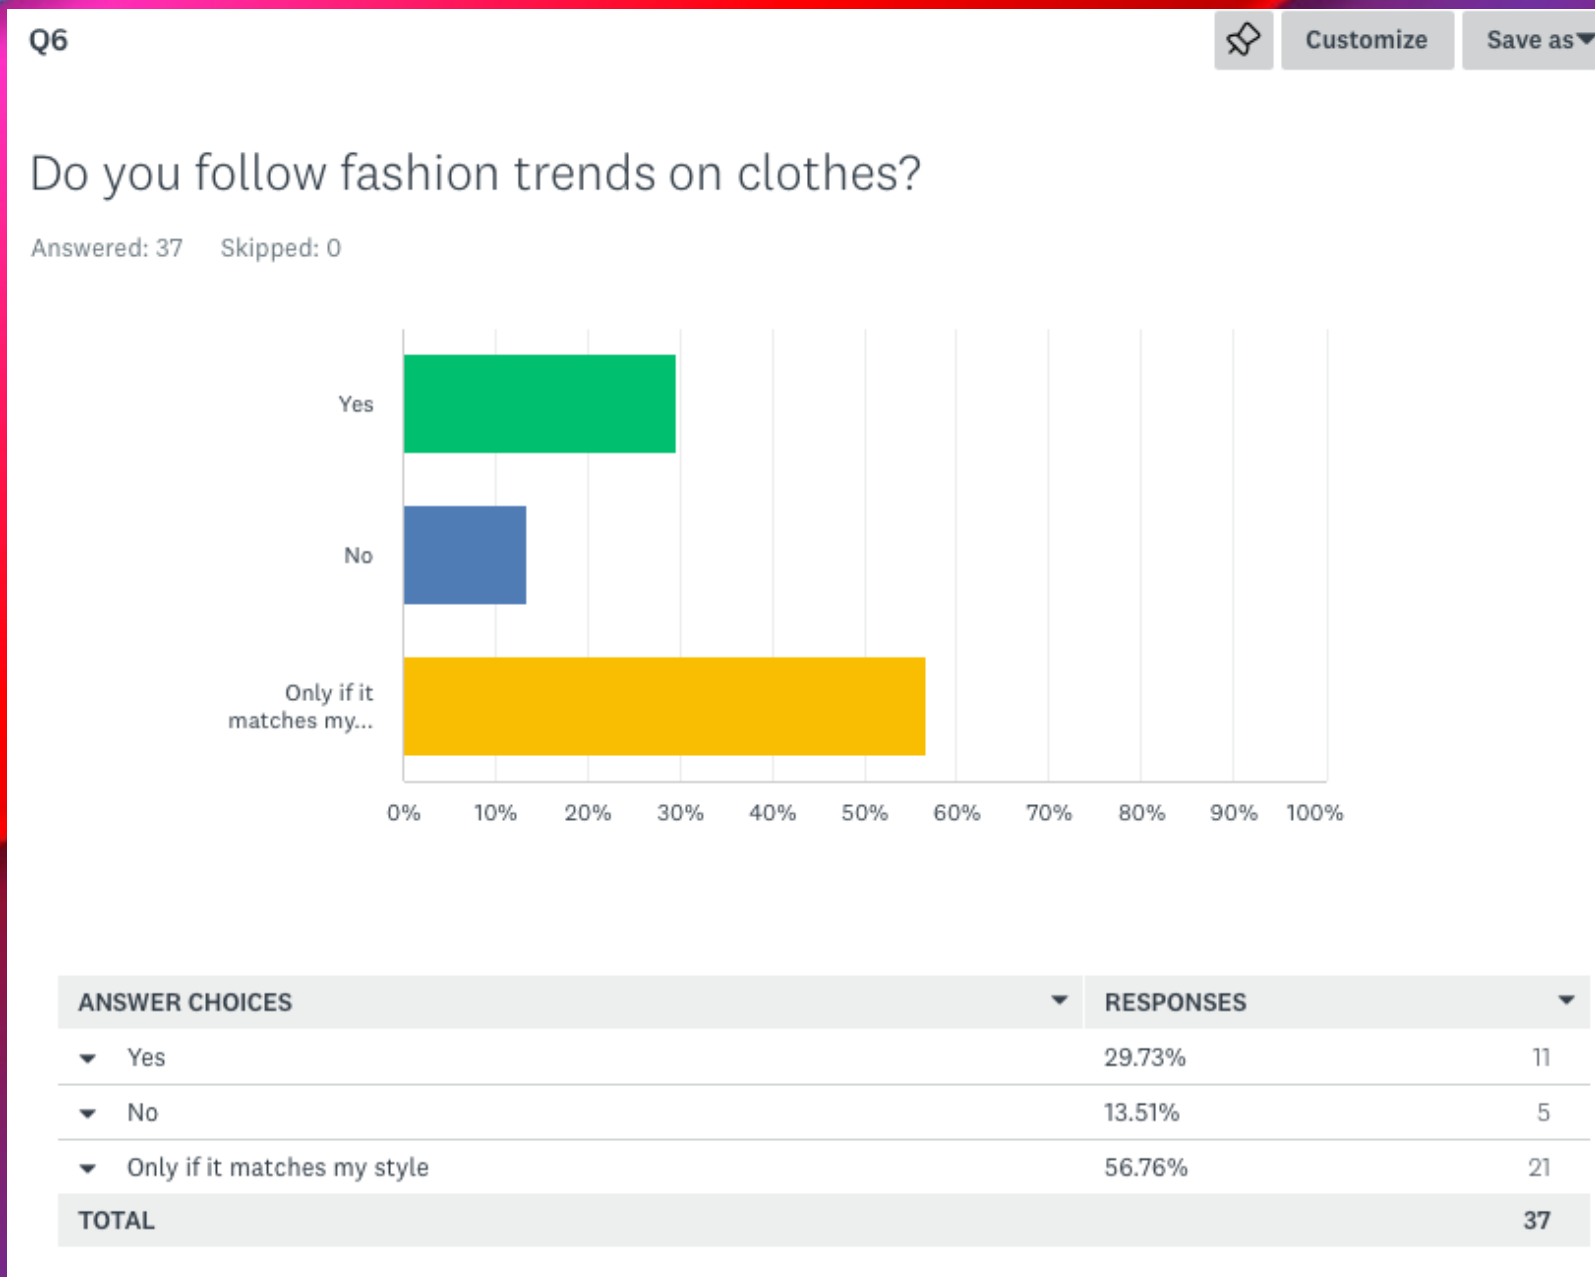 Q6
Customize
Save as
Do you follow fashion trends on clothes?
Answered: 37 Skipped: 0
Yes
No
Only if it
matches my...
0% 10% 20% 30% 40% 50% 60% 70% 80% 90% 100%
ANSWER CHOICES RESPONSES
Yes 29.73% 11
No 13.51% 5
Only if it matches my style 56.76% 21
TOTAL 37